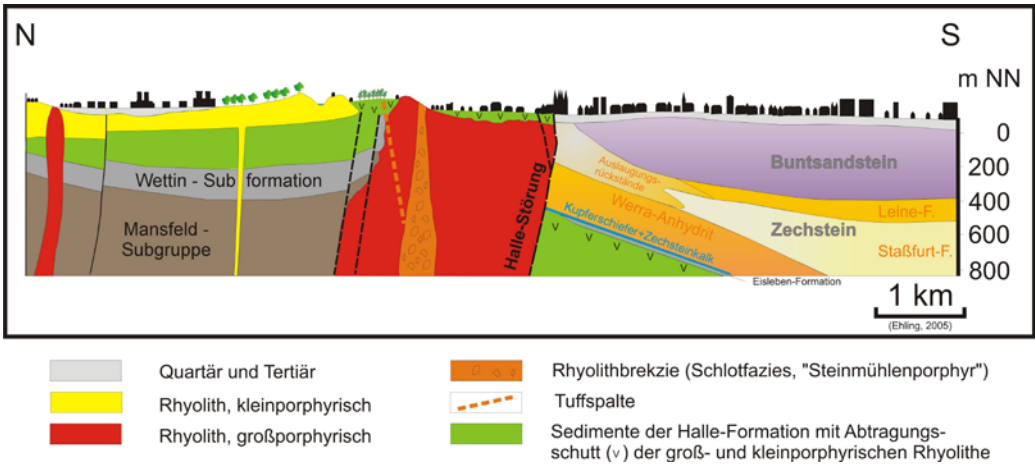 N
S
m NN
0
200
400
600
800
Wettin - Sub formation
Mansfeld -
Subgruppe
Halle-Störung
Auslaugungs-
rückstände
Werra-Anhydrit
Kupferschiefer+Zechsteinkalk
Buntsandstein
Leine-F.
Zechstein
Staßfurt-F.
Eisleben-Formation
1 km
(Ehling, 2005)
v v v v v v
v v v
Quartär und Tertiär
Rhyolith, kleinporphyrisch
Rhyolith, großporphyrisch
Rhyolithbrekzie (Schlotfazies, "Steinmühlenporphyr")
Tuffspalte
Sedimente der Halle-Formation mit Abtragungs-
schutt (v) der groß- und kleinporphyrischen Rhyolithe